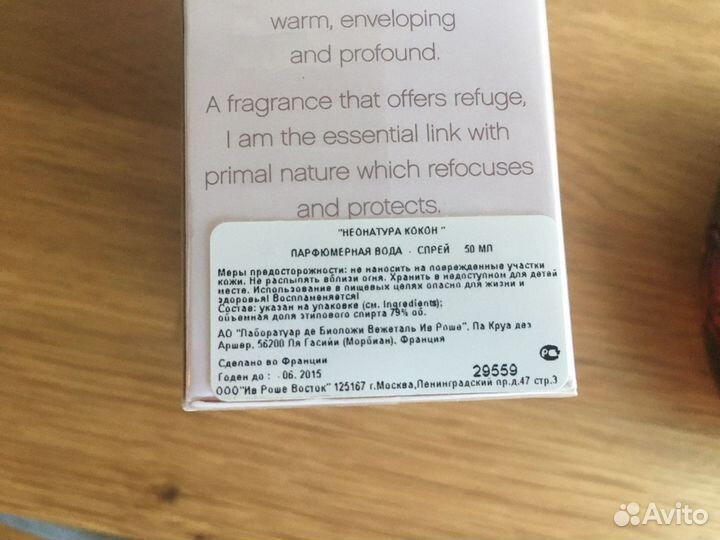 warm, enveloping
and profound.
A fragrance that offers refuge,
I am the essential link with
primal nature which refocuses
and protects.
"НЕОНАТУРА КОКОН "
ПАРФЮМЕРНАЯ ВОДА - СПРЕЙ 50 МЛ
Меры предосторожности: не наносить на поврежденные участки
кожи. Не распылять вблизи огня. Хранить в недоступном для детей
месте. Использование в пищевых целях опасно для жизни и
здоровья! Воспламеняется!
Состав: указан на упаковке (см. Ingredients);
объемная доля этилового спирта 79% об.
АО "Лаборатуар де Биоложи Вежеталь Ив Роше", Ла Круа дез
Аршер, 56200 Ля Гасийи (Морбиан), Франция
Сделано во Франции
Годен до : .06. 2015
29559
ООО"Ив Роше Восток" 125167 г.Москва,Ленинградский пр.д.47 стр.3
Avito